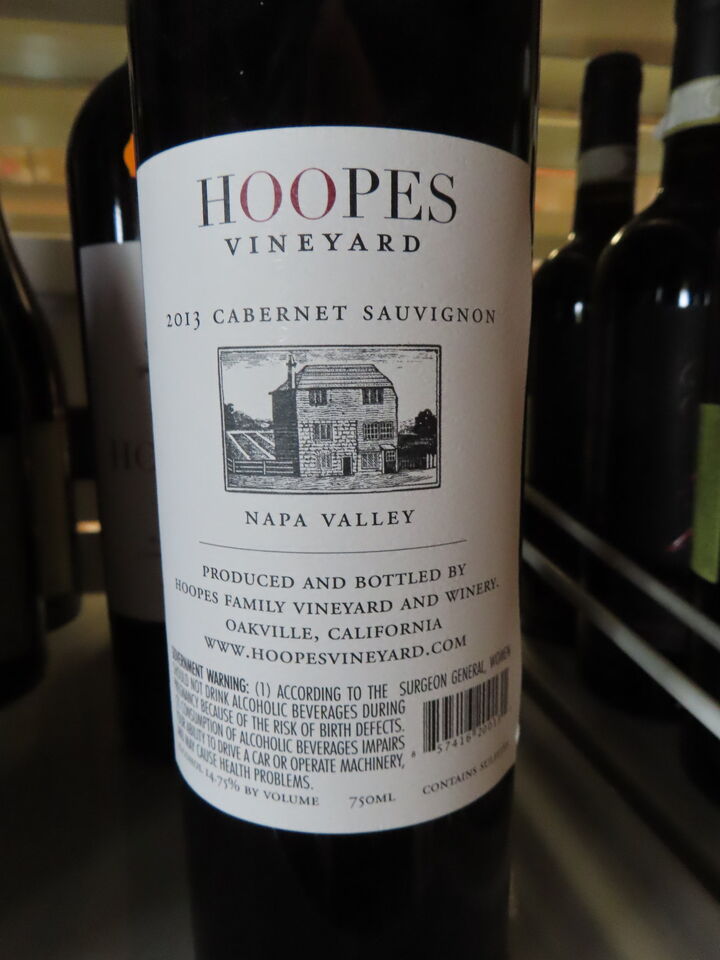 HOOPES
VINEYARD
2013 CABERNET SAUVIGNON
NAPA VALLEY
PRODUCED AND BOTTLED BY
HOOPES FAMILY VINEYARD AND WINERY.
OAKVILLE, CALIFORNIA
WWW.HOOPESVINEYARD.COM
WARNING: (1) ACCORDING TO THE SURGEON GENERAL, WOMEN
NOT DRINK ALCOHOLIC BEVERAGES DURING
BECAUSE OF THE RISK OF BIRTH DEFECTS.
CONSUMPTION OF ALCOHOLIC BEVERAGES IMPAIRS
ABILITY TO DRIVE A CAR OR OPERATE MACHINERY,
MAY CAUSE HEALTH PROBLEMS.
14.75% BY VOLUME 750ML CONTAINS
HO